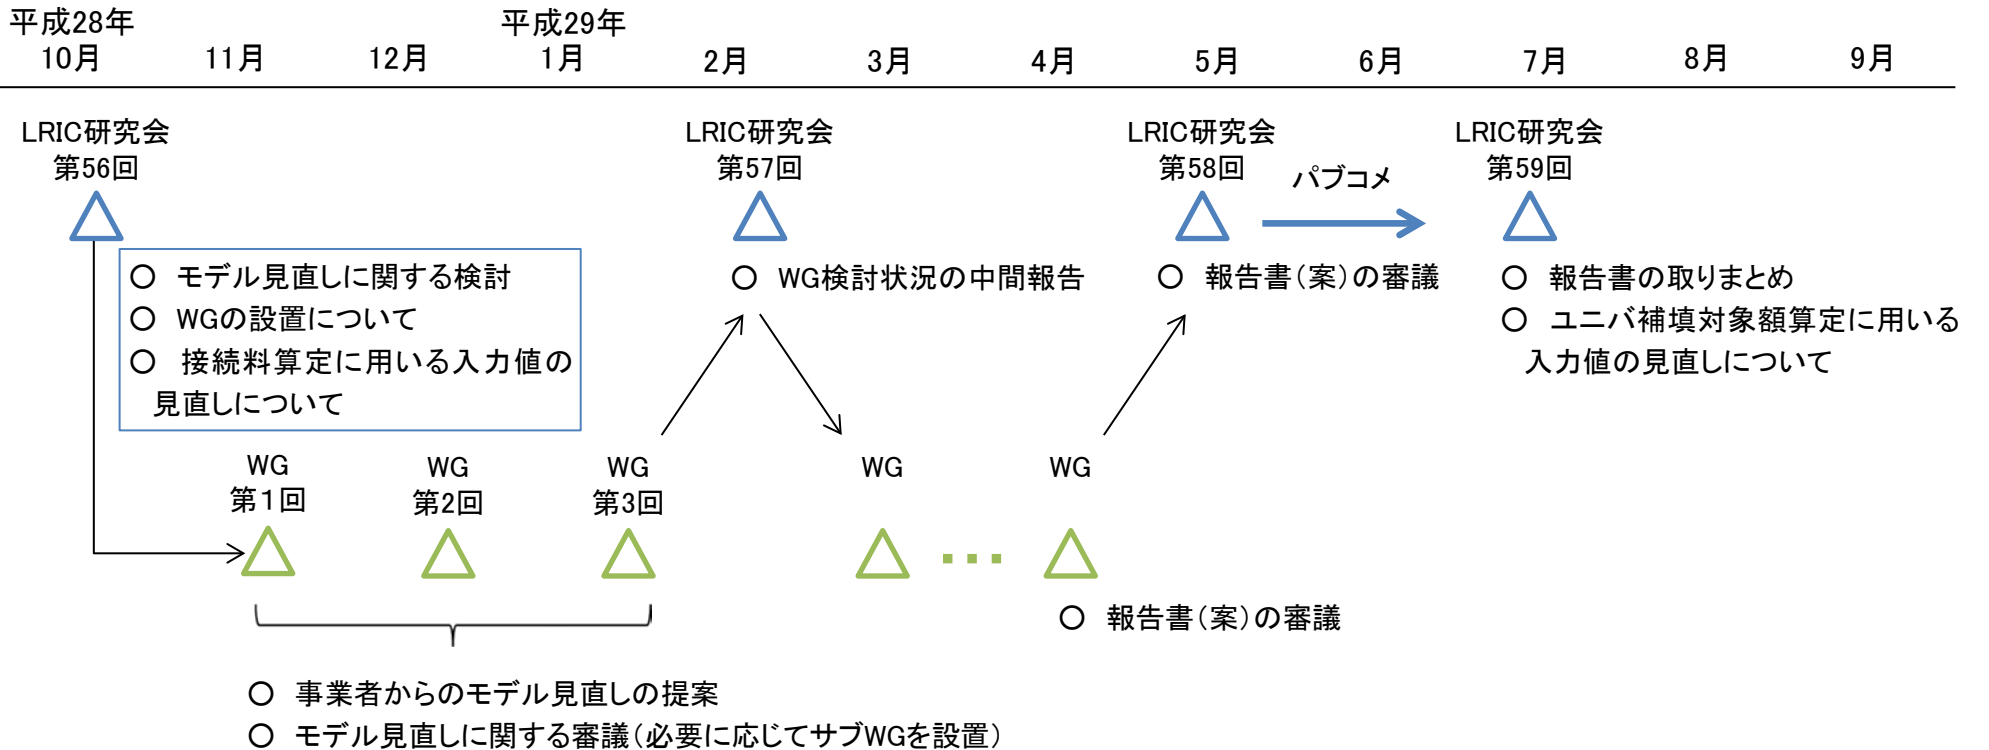 平成28年
10月
11月
12月
平成29年
1月
2月
3月
4月
5月
6月
7月
8月
9月
LRIC研究会
第56回
LRIC研究会
第57回
LRIC研究会
第58回
パブコメ
LRIC研究会
第59回
○ モデル見直しに関する検討
○ WGの設置について
○ 接続料算定に用いる入力値の
見直しについて
○ WG検討状況の中間報告
○ 報告書(案)の審議
○ 報告書の取りまとめ
○ ユニバ補填対象額算定に用いる
入力値の見直しについて
WG
第1回
WG
第2回
WG
第3回
WG
WG
…
○ 報告書(案)の審議
○ 事業者からのモデル見直しの提案
○ モデル見直しに関する審議(必要に応じてサブWGを設置)